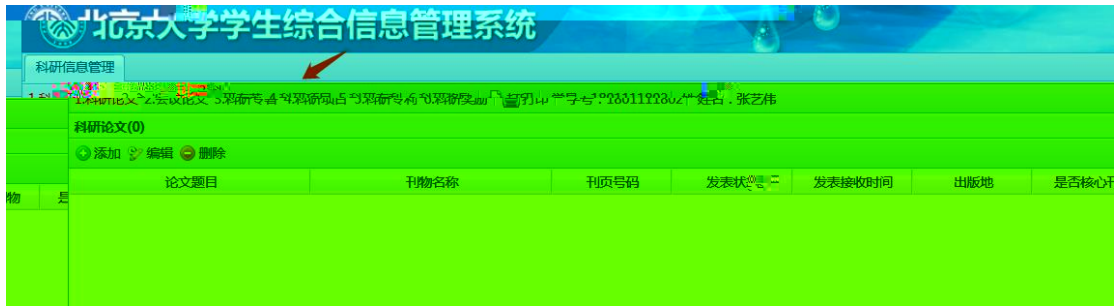 北京大学学生综合信息管理系统
科研信息管理
1.科研论文 2.会议论文 3.科研专著 4.科研项目 5.科研专利 6.科研奖励 打印 学号：1801111802 姓名：张艺伟
科研论文(0)
添加 编辑 删除
论文题目 刊物名称 刊页号码 发表状态 发表接收时间 出版地 是否核心刊
物 是